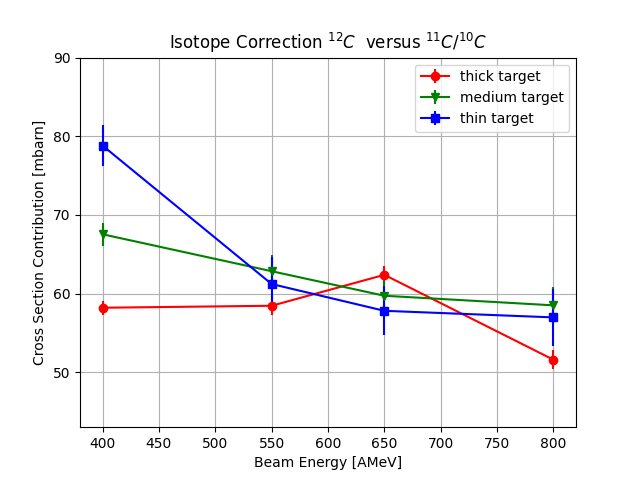 Isotope Correction ¹²C versus ¹¹C/¹⁰C
thick target
medium target
thin target
90
80
70
60
50
Cross Section Contribution [mbarn]
400 450 500 550 600 650 700 750 800
Beam Energy [AMeV]